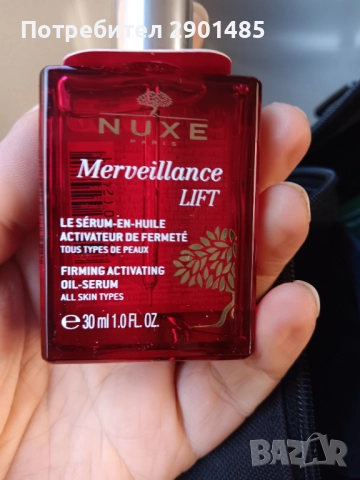 Потребител 2901485
NUXE
PARIS
Merveillance
LIFT
LE SÉRUM-EN-HUILE
ACTIVATEUR DE FERMETÉ
TOUS TYPES DE PEAUX
FIRMING ACTIVATING
OIL-SERUM
ALL SKIN TYPES
℮30 ml 1.0 FL. OZ.
BAZAR